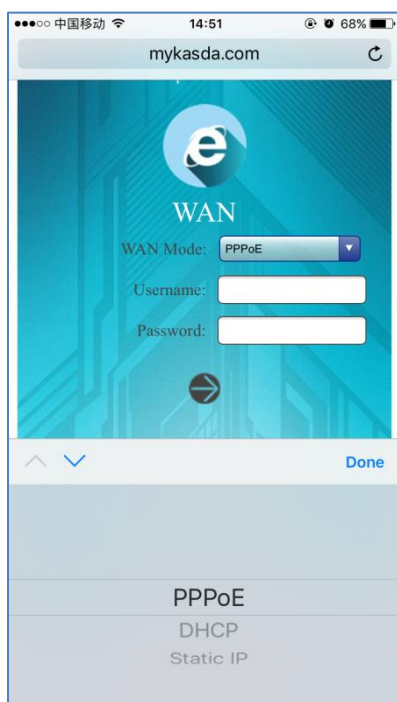 中国移动 14:51 68%
mykasda.com
WAN
WAN Mode: PPPoE
Username:
Password:
Done
PPPoE
DHCP
Static IP